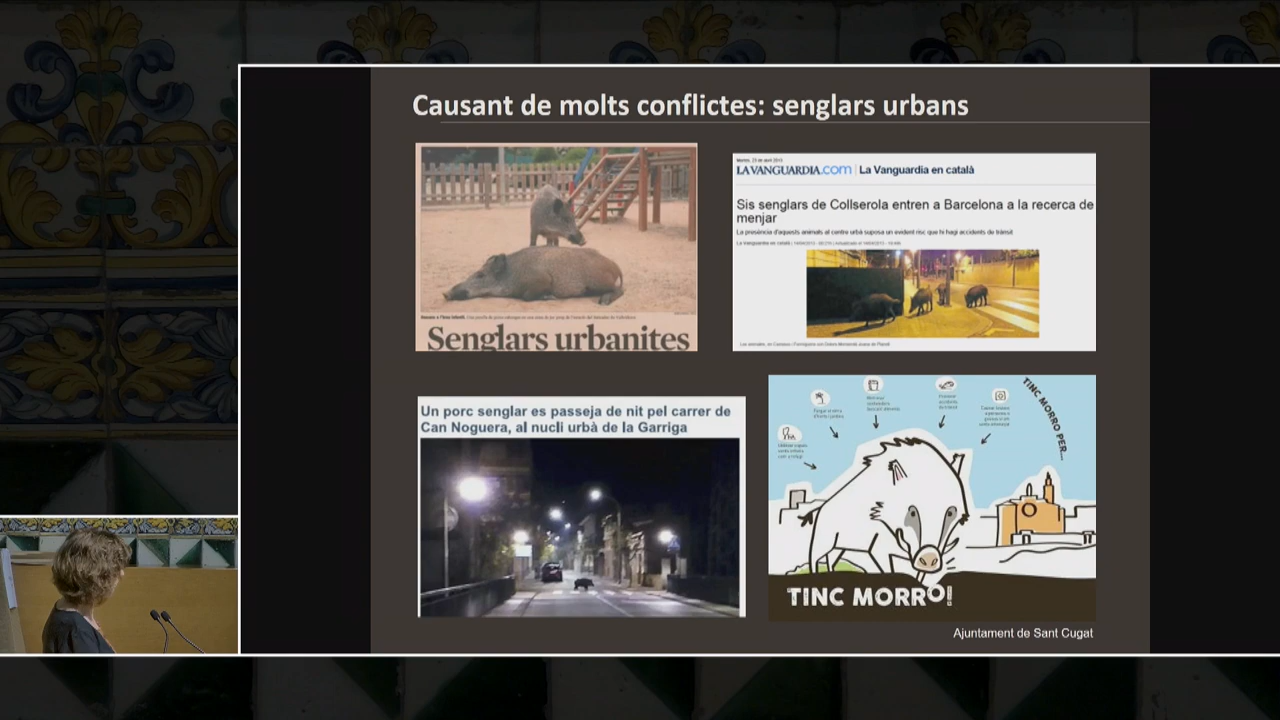 Causant de molts conflictes: senglars urbans
Senglars urbanites
LAVANGUARDIA.com | La Vanguardia en català
Sis senglars de Collserola entren a Barcelona a la recerca de
menjar
La presència d'aquests animals al centre urbà suposa un evident risc que hi hagi accidents de trànsit
Un porc senglar es passeja de nit pel carrer de
Can Noguera, al nucli urbà de la Garriga
TINC MORRO PER...
TINC MORRO!
Ajuntament de Sant Cugat